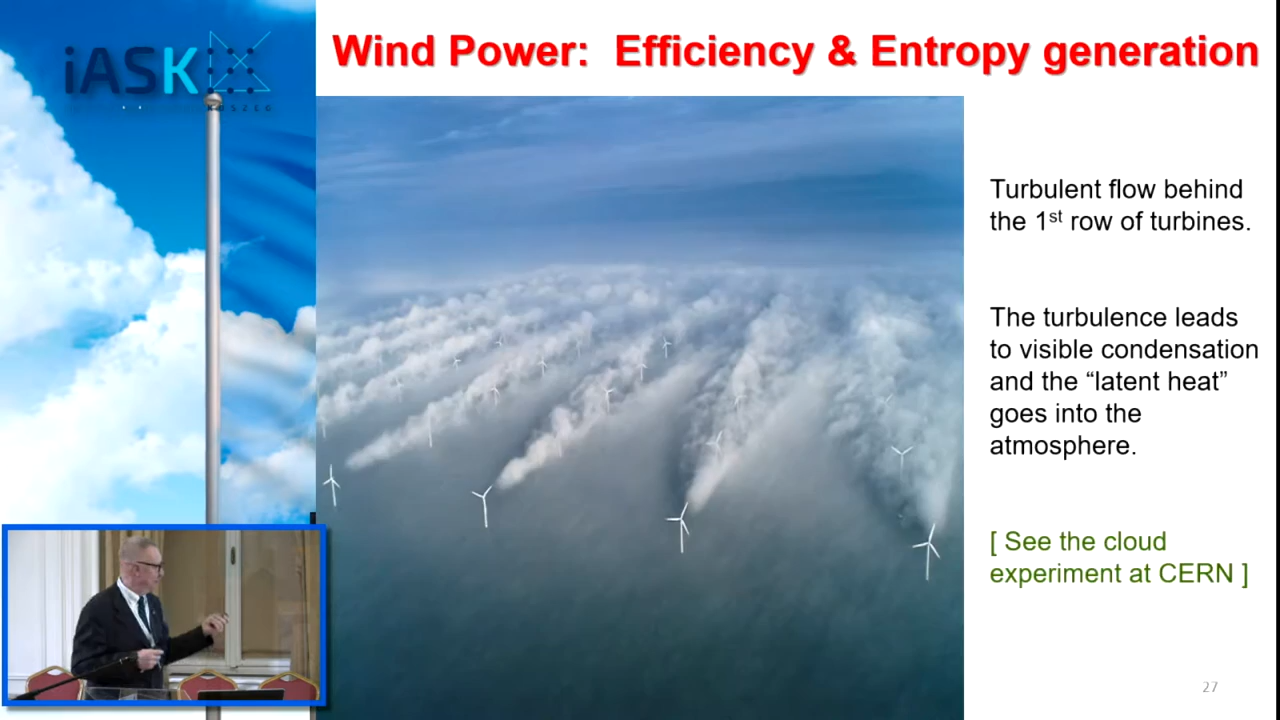 iASK
KŐSZEG
Wind Power: Efficiency & Entropy generation
Turbulent flow behind
the 1st row of turbines.
The turbulence leads
to visible condensation
and the “latent heat”
goes into the
atmosphere.
[ See the cloud
experiment at CERN ]
27